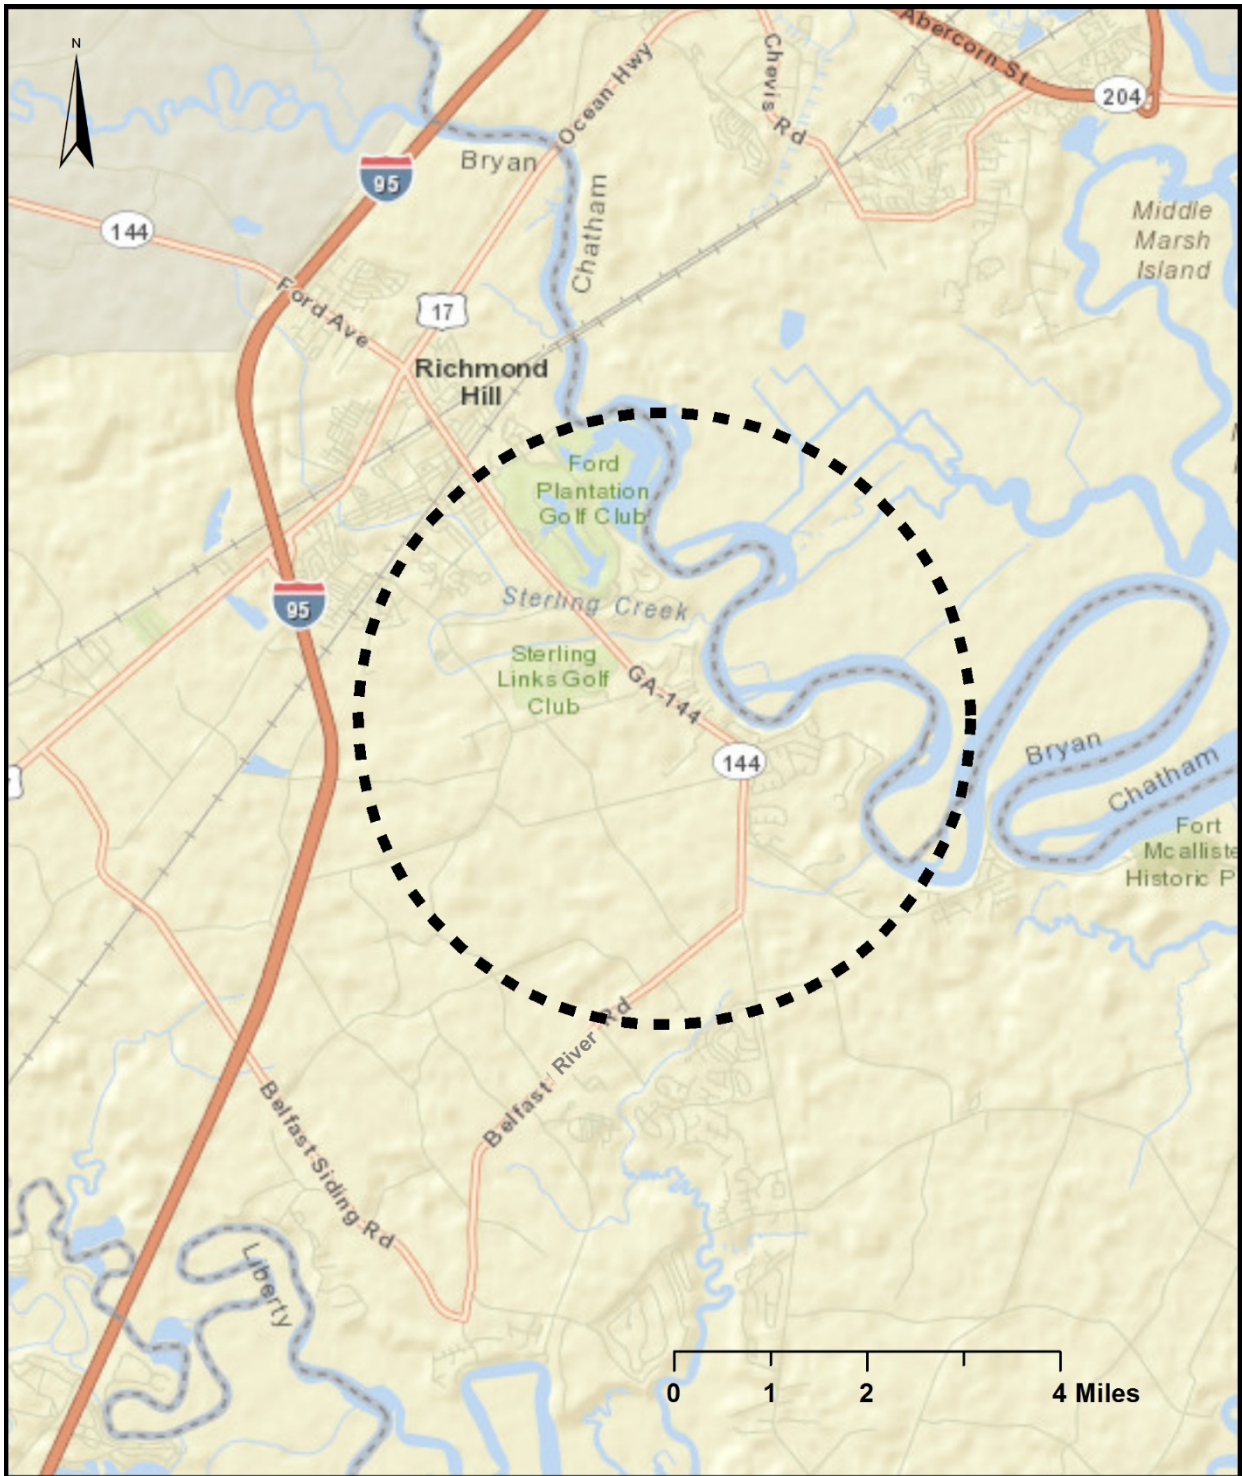 N
Abercorn St
204
Ocean Hwy
Chevis Rd
Bryan
Chatham
95
Middle
Marsh
Island
144
Ford Ave
17
Richmond
Hill
Ford
Plantation
Golf Club
95
Sterling Creek
Sterling
Links Golf
Club
GA-144
144
Bryan
Chatham
Fort
Mcalliste
Historic P
Belfast River Rd
Belfast Siding Rd
Liberty
0 1 2 4 Miles